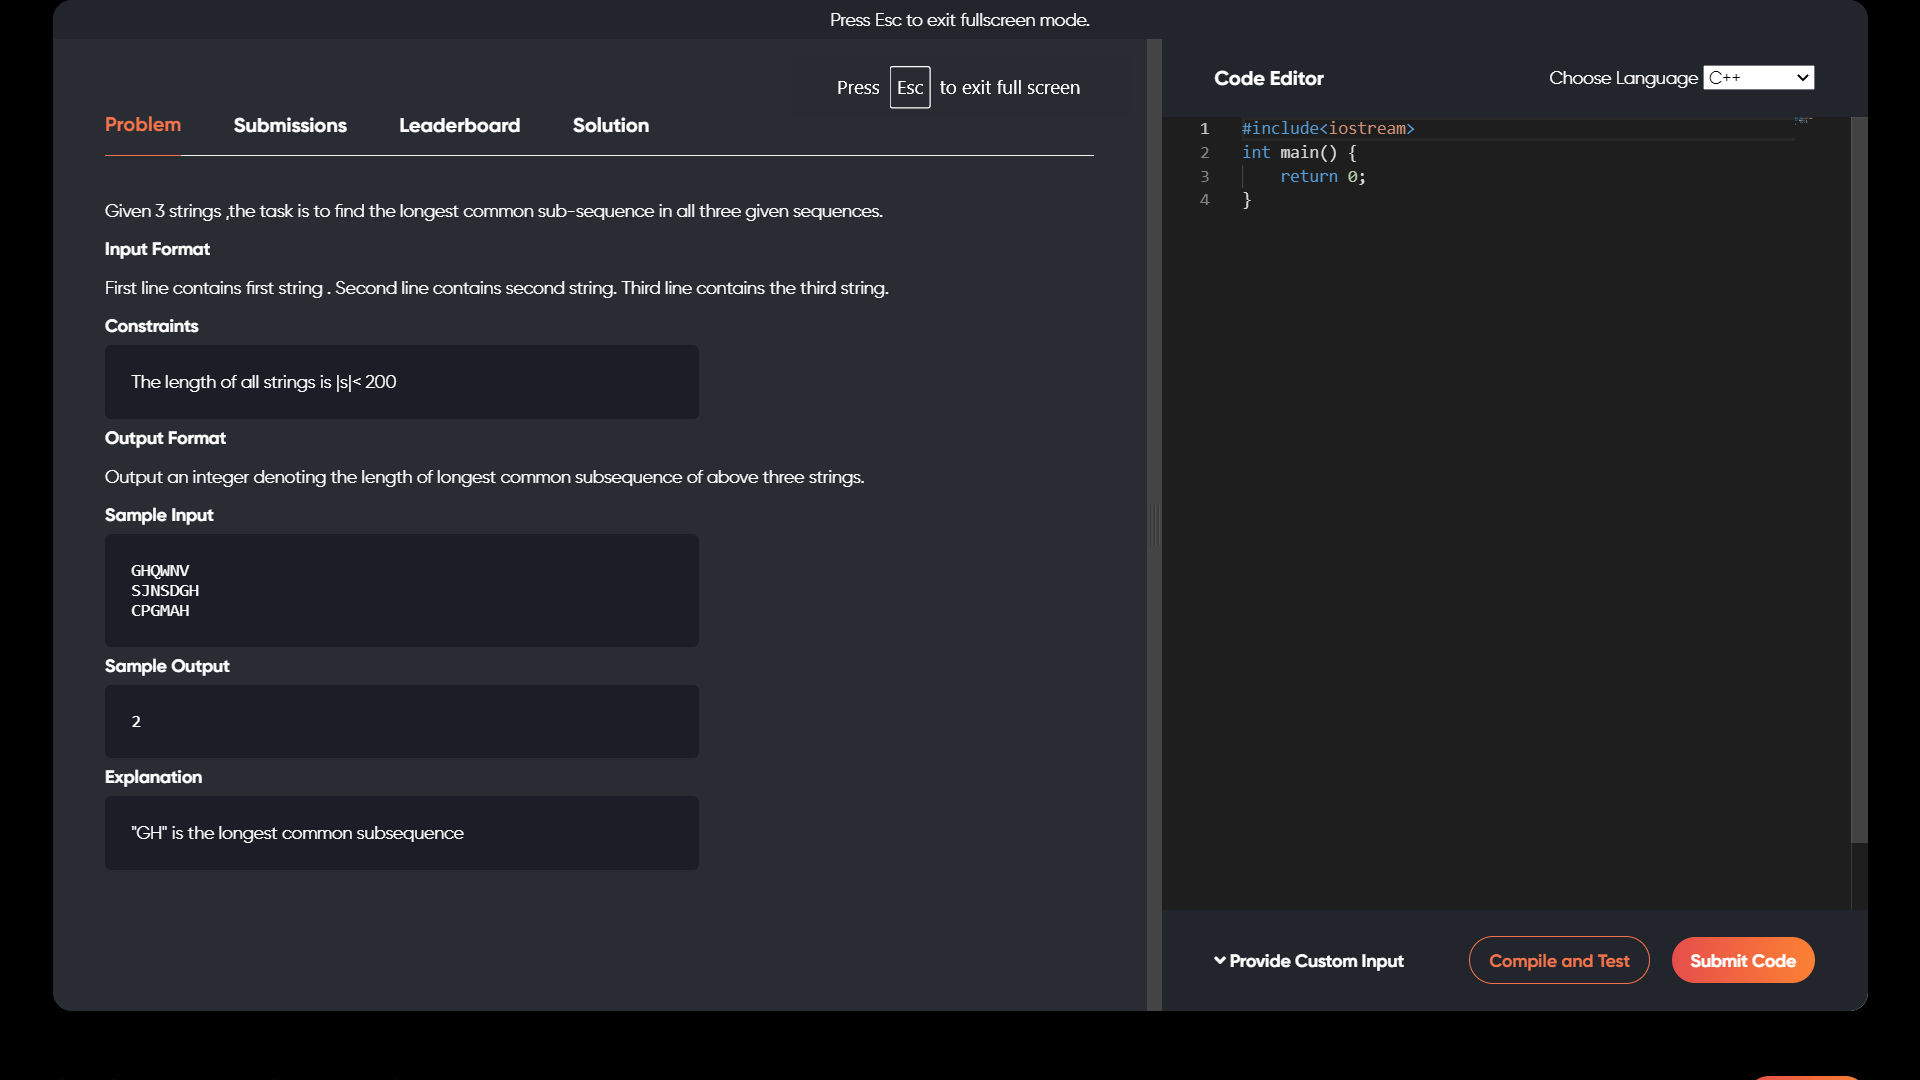 Press Esc to exit fullscreen mode.
Press Esc to exit full screen
Problem Submissions Leaderboard Solution
Given 3 strings ,the task is to find the longest common sub-sequence in all three given sequences.
Input Format
First line contains first string . Second line contains second string. Third line contains the third string.
Constraints
The length of all strings is |s|< 200
Output Format
Output an integer denoting the length of longest common subsequence of above three strings.
Sample Input
GHQWNV
SJNSDGH
CPGMAH
Sample Output
2
Explanation
"GH" is the longest common subsequence
Code Editor
Choose Language C++
1 #include<iostream>
2 int main() {
3 return 0;
4 }
Provide Custom Input
Compile and Test
Submit Code